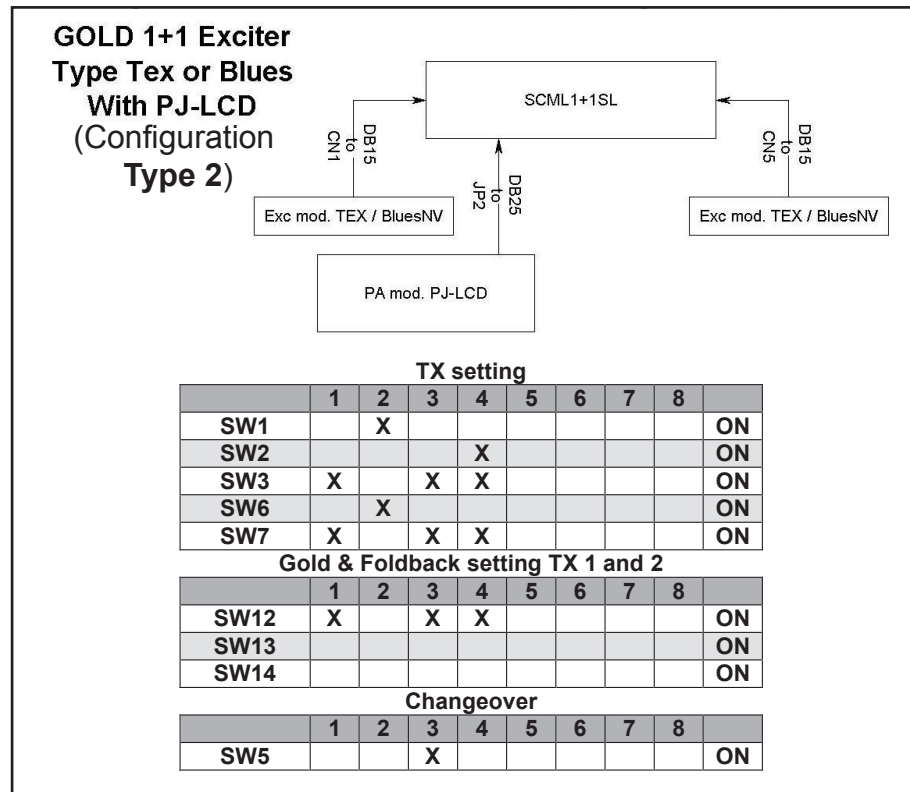 GOLD 1+1 Exciter
Type Tex or Blues
With PJ-LCD
(Configuration
Type 2)
SCML1+1SL
DB15
to
CN1
DB25
to
JP2
DB15
to
CN5
Exc mod. TEX / BluesNV
Exc mod. TEX / BluesNV
PA mod. PJ-LCD
TX setting
1 2 3 4 5 6 7 8
SW1 X ON
SW2 X ON
SW3 X X X ON
SW6 X ON
SW7 X X X ON
Gold & Foldback setting TX 1 and 2
1 2 3 4 5 6 7 8
SW12 X X X ON
SW13 ON
SW14 ON
Changeover
1 2 3 4 5 6 7 8
SW5 X ON